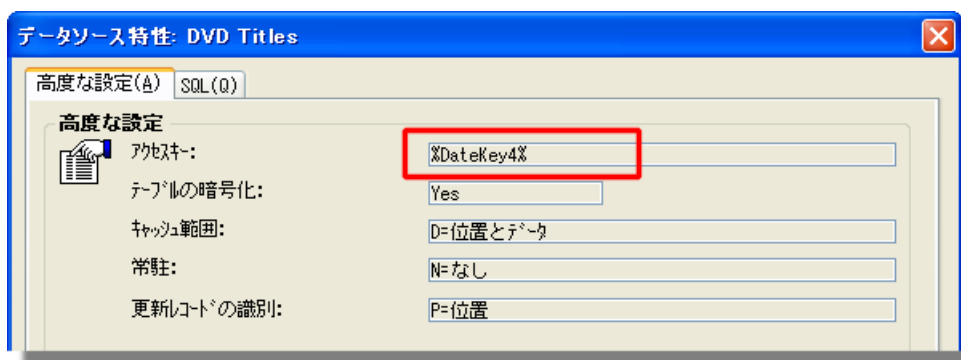 データソース特性: DVD Titles
高度な設定(A) SQL(Q)
高度な設定
アクセスキー: %DateKey4%
テーブルの暗号化: Yes
キャッシュ範囲: D=位置とデータ
常駐: N=なし
更新レコードの識別: P=位置